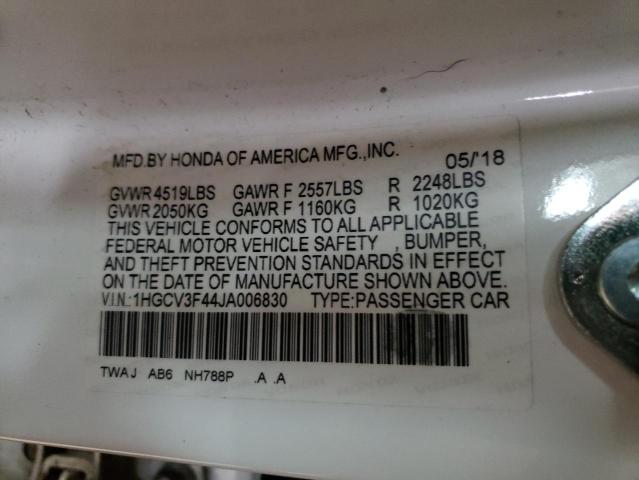 MFD.BY HONDA OF AMERICA MFG.,INC. 05/'18
GVWR 4519LBS GAWR F 2557LBS R 2248LBS
GVWR 2050KG GAWR F 1160KG R 1020KG
THIS VEHICLE CONFORMS TO ALL APPLICABLE
FEDERAL MOTOR VEHICLE SAFETY , BUMPER,
AND THEFT PREVENTION STANDARDS IN EFFECT
ON THE DATE OF MANUFACTURE SHOWN ABOVE.
V.I.N.:1HGCV3F44JA006830 TYPE:PASSENGER CAR
TWAJ AB6 NH788P .A .A